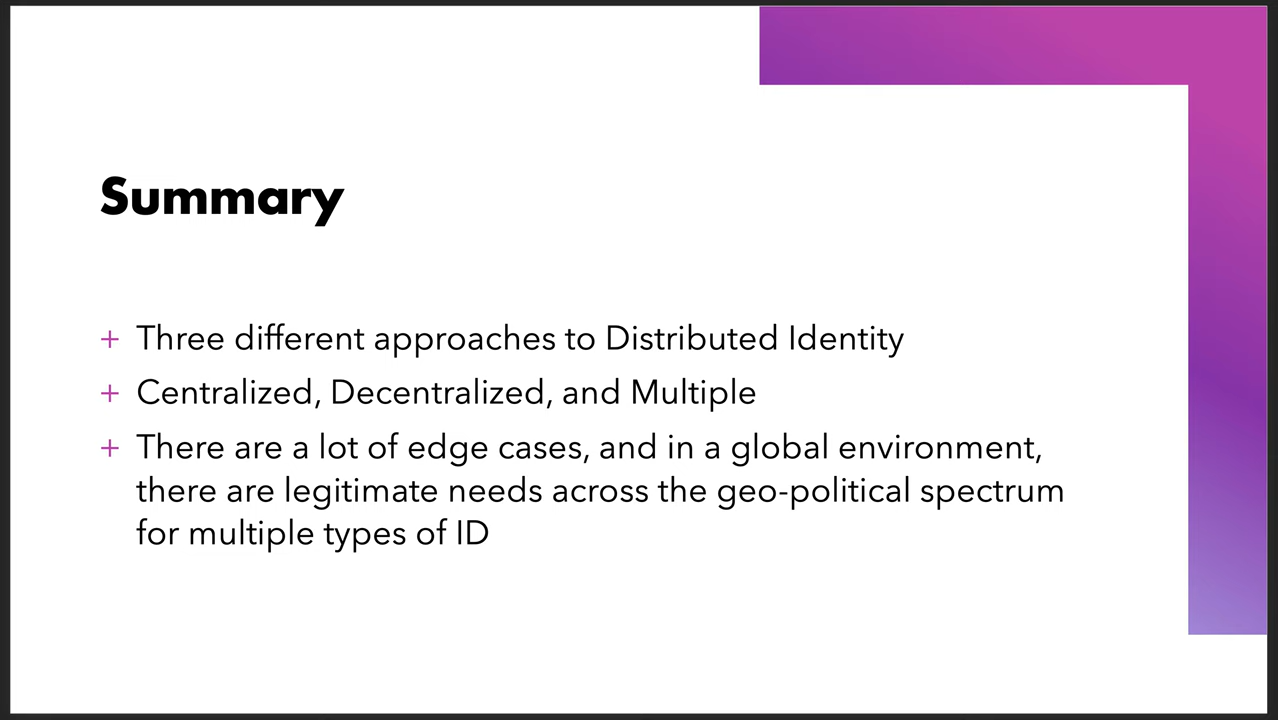 Summary
+ Three different approaches to Distributed Identity
+ Centralized, Decentralized, and Multiple
+ There are a lot of edge cases, and in a global environment,
there are legitimate needs across the geo-political spectrum
for multiple types of ID